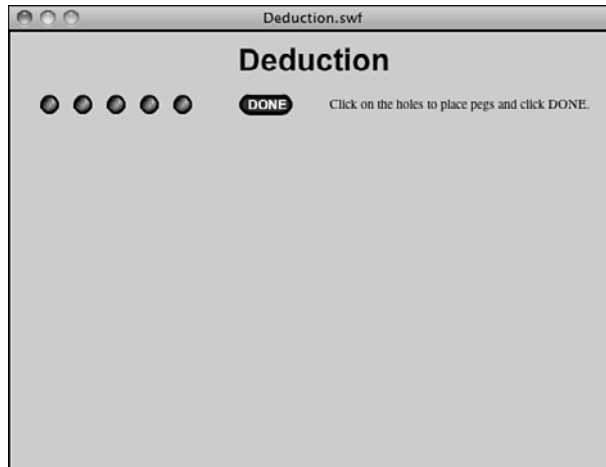 Deduction.swf
Deduction
DONE
Click on the holes to place pegs and click DONE.